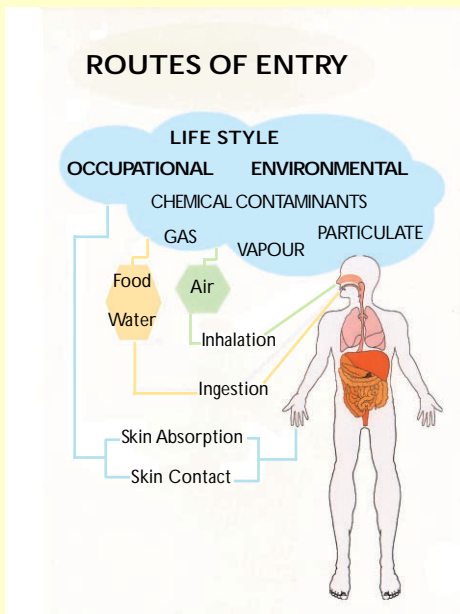 ROUTES OF ENTRY
LIFE STYLE
OCCUPATIONAL ENVIRONMENTAL
CHEMICAL CONTAMINANTS
GAS VAPOUR PARTICULATE
Food
Water
Air
Inhalation
Ingestion
Skin Absorption
Skin Contact